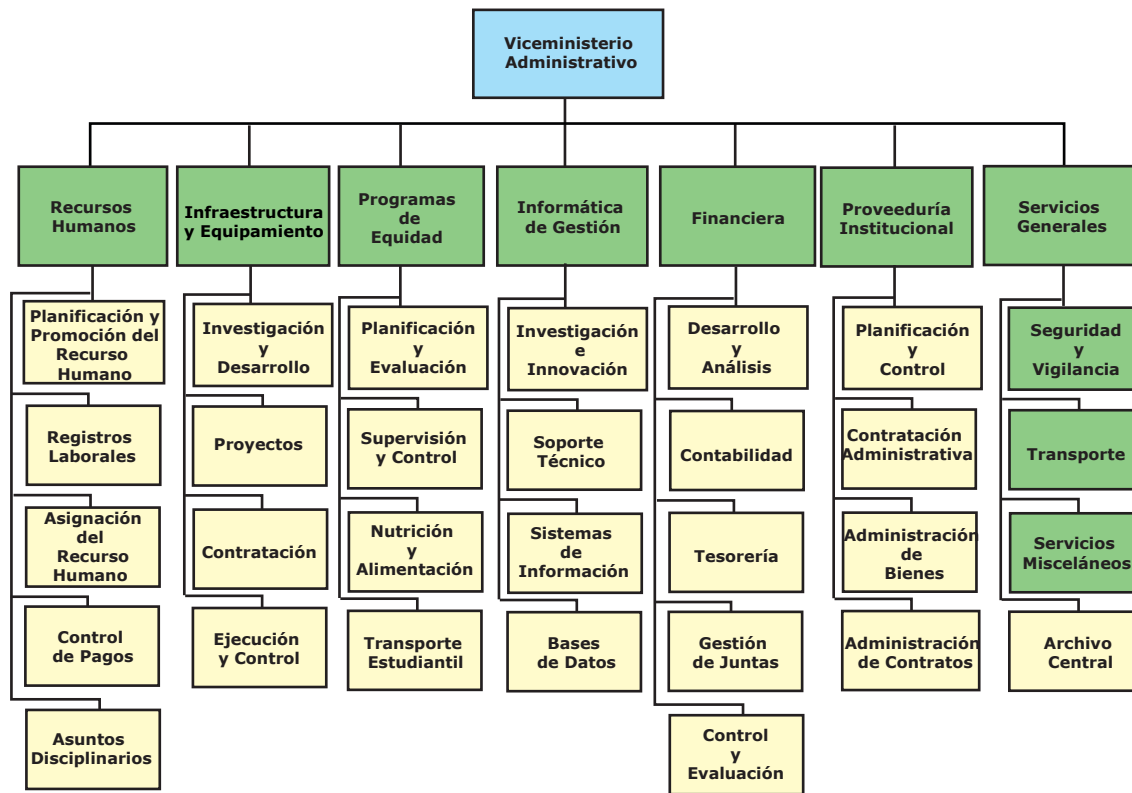 Viceministerio
Administrativo
Recursos
Humanos
Infraestructura
y Equipamiento
Programas
de
Equidad
Informática
de Gestión
Financiera
Proveeduría
Institucional
Servicios
Generales
Planificación y
Promoción del
Recurso
Humano
Investigación
y
Desarrollo
Planificación
y
Evaluación
Investigación
e
Innovación
Desarrollo
y
Análisis
Planificación
y
Control
Seguridad
y
Vigilancia
Registros
Laborales
Proyectos
Supervisión
y Control
Soporte
Técnico
Contabilidad
Contratación
Administrativa
Transporte
Asignación
del
Recurso
Humano
Contratación
Nutrición
y
Alimentación
Sistemas
de
Información
Tesorería
Administración
de
Bienes
Servicios
Misceláneos
Control
de Pagos
Ejecución
y Control
Transporte
Estudiantil
Bases
de Datos
Gestión
de Juntas
Administración
de Contratos
Archivo
Central
Asuntos
Disciplinarios
Control
y
Evaluación